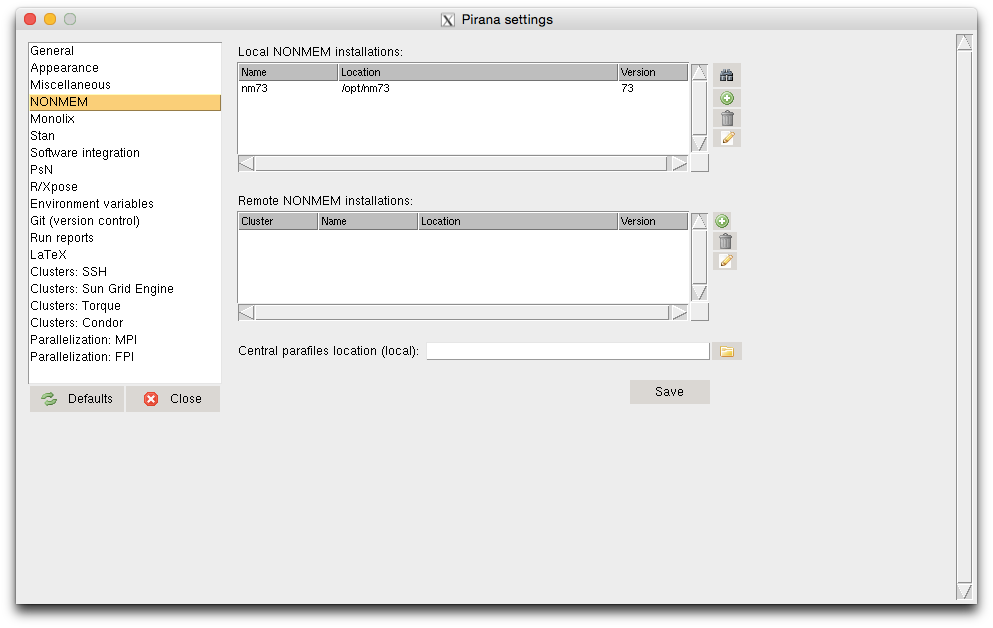 Pirana settings
General
Appearance
Miscellaneous
NONMEM
Monolix
Stan
Software integration
PsN
R/Xpose
Environment variables
Git (version control)
Run reports
LaTeX
Clusters: SSH
Clusters: Sun Grid Engine
Clusters: Torque
Clusters: Condor
Parallelization: MPI
Parallelization: FPI
Defaults Close
Local NONMEM installations:
Name Location Version
nm73 /opt/nm73 73
Remote NONMEM installations:
Cluster Name Location Version
Central parafiles location (local):
Save